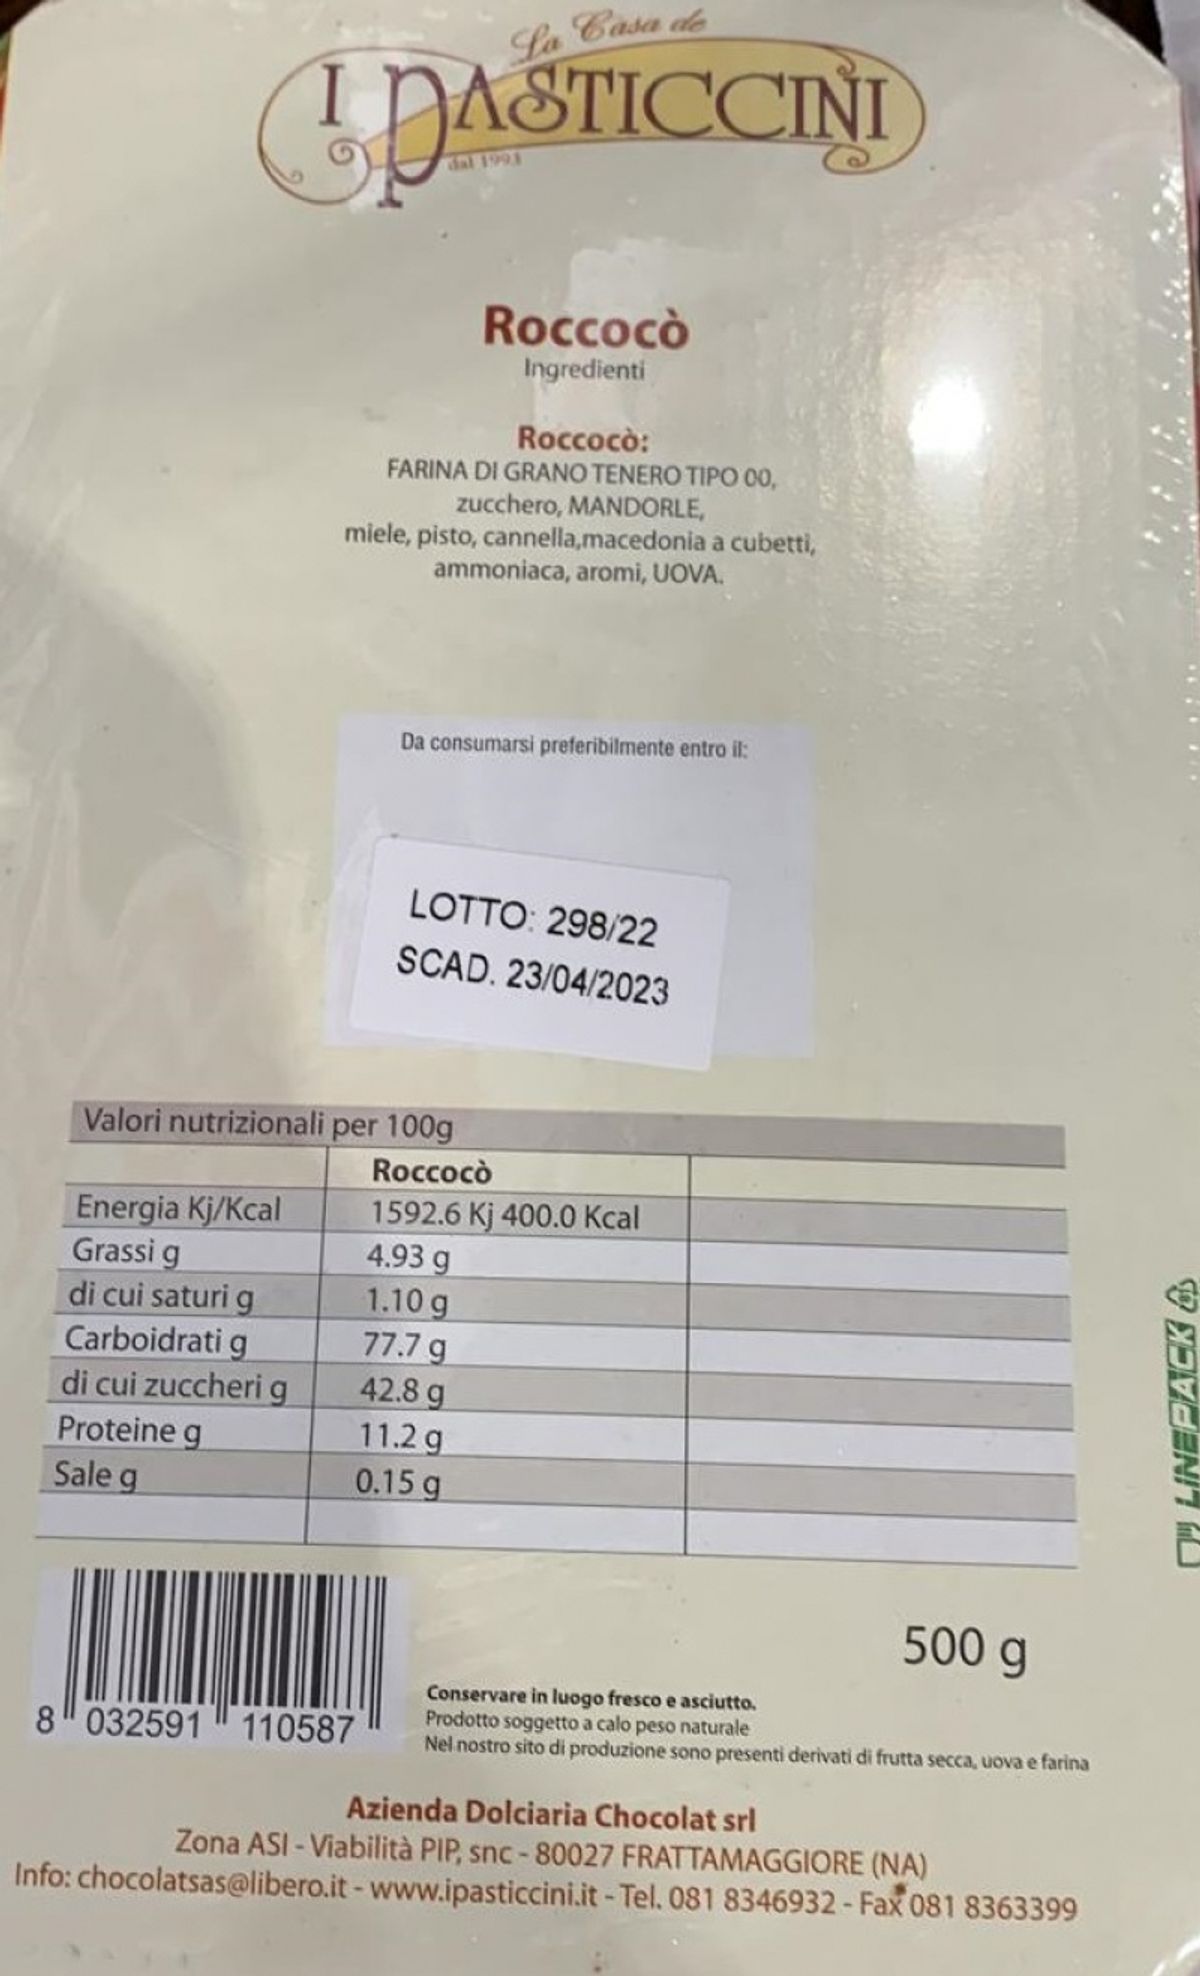 La Casa de
I PASTICCINI
dal 1993
Roccocò
Ingredienti
Roccocò:
FARINA DI GRANO TENERO TIPO 00,
zucchero, MANDORLE,
miele, pisto, cannella,macedonia a cubetti,
ammoniaca, aromi, UOVA.
Da consumarsi preferibilmente entro il:
LOTTO: 298/22
SCAD. 23/04/2023
Valori nutrizionali per 100g
Roccocò
Energia Kj/Kcal 1592.6 Kj 400.0 Kcal
Grassi g 4.93 g
di cui saturi g 1.10 g
Carboidrati g 77.7 g
di cui zuccheri g 42.8 g
Proteine g 11.2 g
Sale g 0.15 g
LINEPACK
8 032591 110587
500 g
Conservare in luogo fresco e asciutto.
Prodotto soggetto a calo peso naturale
Nel nostro sito di produzione sono presenti derivati di frutta secca, uova e farina
Azienda Dolciaria Chocolat srl
Zona ASI - Viabilità PIP, snc - 80027 FRATTAMAGGIORE (NA)
Info: chocolatsas@libero.it - www.ipasticcini.it - Tel. 081 8346932 - Fax 081 8363399